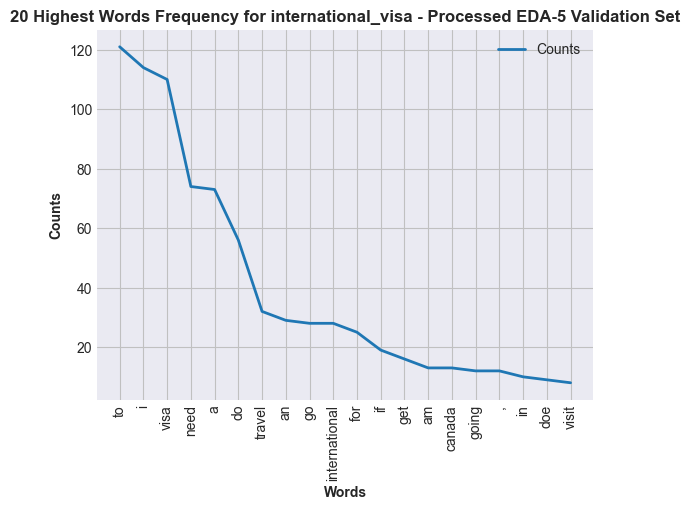 20 Highest Words Frequency for international_visa - Processed EDA-5 Validation Set
Counts
120
100
80
60
40
20
Counts
to
i
visa
need
a
do
travel
an
go
international
for
if
get
am
canada
going
,
in
doe
visit
Words